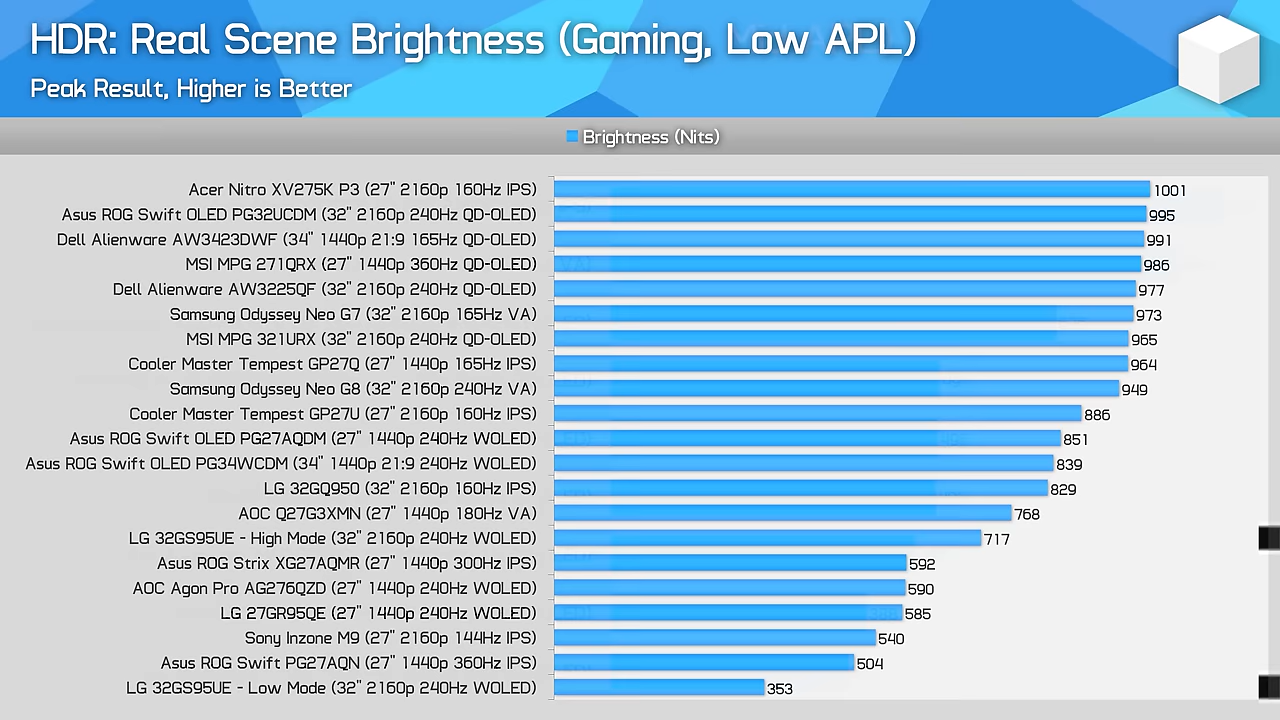 HDR: Real Scene Brightness (Gaming, Low APL)
Peak Result, Higher is Better
Brightness (Nits)
Acer Nitro XV275K P3 (27" 2160p 160Hz IPS) 1001
Asus ROG Swift OLED PG32UCDM (32" 2160p 240Hz QD-OLED) 995
Dell Alienware AW3423DWF (34" 1440p 21:9 165Hz QD-OLED) 991
MSI MPG 271QRX (27" 1440p 360Hz QD-OLED) 986
Dell Alienware AW3225QF (32" 2160p 240Hz QD-OLED) 977
Samsung Odyssey Neo G7 (32" 2160p 165Hz VA) 973
MSI MPG 321URX (32" 2160p 240Hz QD-OLED) 965
Cooler Master Tempest GP27Q (27" 1440p 165Hz IPS) 964
Samsung Odyssey Neo G8 (32" 2160p 240Hz VA) 949
Cooler Master Tempest GP27U (27" 2160p 160Hz IPS) 886
Asus ROG Swift OLED PG27AQDM (27" 1440p 240Hz WOLED) 851
Asus ROG Swift OLED PG34WCDM (34" 1440p 21:9 240Hz WOLED) 839
LG 32GQ950 (32" 2160p 160Hz IPS) 829
AOC Q27G3XMN (27" 1440p 180Hz VA) 768
LG 32GS95UE - High Mode (32" 2160p 240Hz WOLED) 717
Asus ROG Strix XG27AQMR (27" 1440p 300Hz IPS) 592
AOC Agon Pro AG276QZD (27" 1440p 240Hz WOLED) 590
LG 27GR95QE (27" 1440p 240Hz WOLED) 585
Sony Inzone M9 (27" 2160p 144Hz IPS) 540
Asus ROG Swift PG27AQN (27" 1440p 360Hz IPS) 504
LG 32GS95UE - Low Mode (32" 2160p 240Hz WOLED) 353